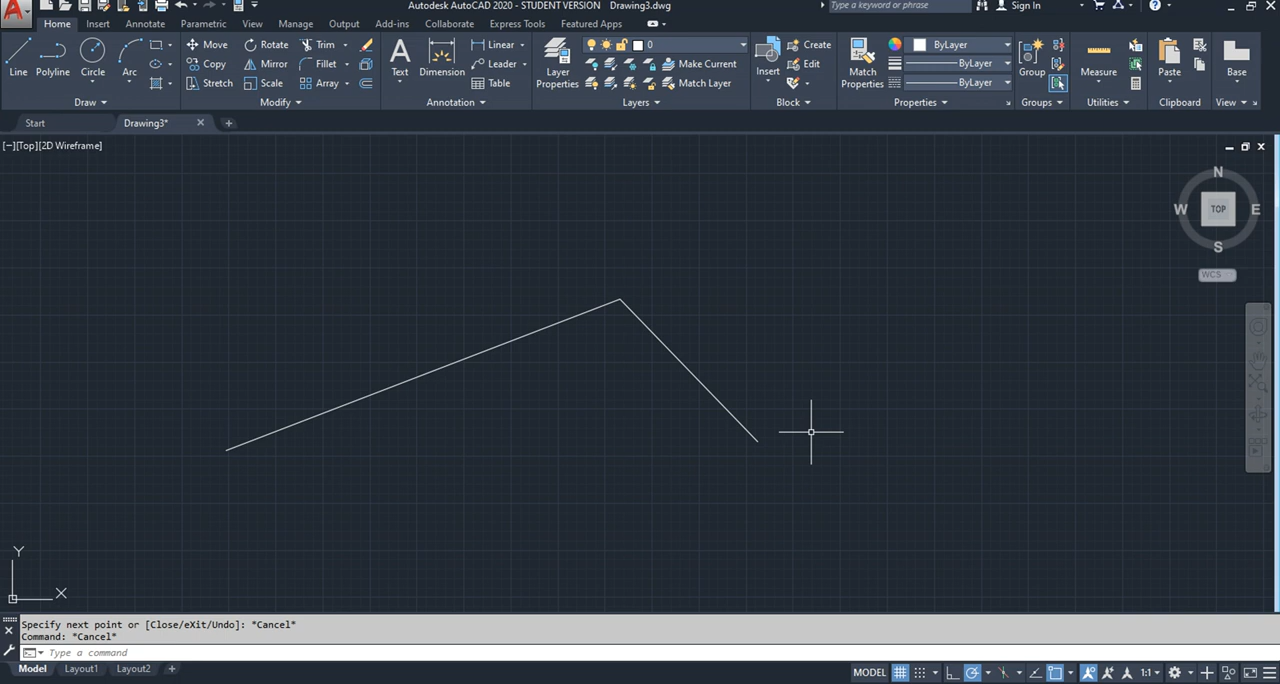 Autodesk AutoCAD 2020 - STUDENT VERSION Drawing3.dwg
Type a keyword or phrase
Sign In
Home Insert Annotate Parametric View Manage Output Add-ins Collaborate Express Tools Featured Apps
Line Polyline Circle Arc
Move Rotate Trim
Copy Mirror Fillet
Stretch Scale Array
Text Dimension
Linear
Leader
Table
Layer Properties
0
Make Current
Match Layer
Insert
Create
Edit
Match Properties
ByLayer
ByLayer
ByLayer
Group
Measure
Paste
Base
Draw Modify Annotation Layers Block Properties Groups Utilities Clipboard View
Start Drawing3*
[−][Top][2D Wireframe]
N
W TOP E
S
WCS
Y
X
Specify next point or [Close/eXit/Undo]: *Cancel*
Command: *Cancel*
Type a command
Model Layout1 Layout2
MODEL 1:1